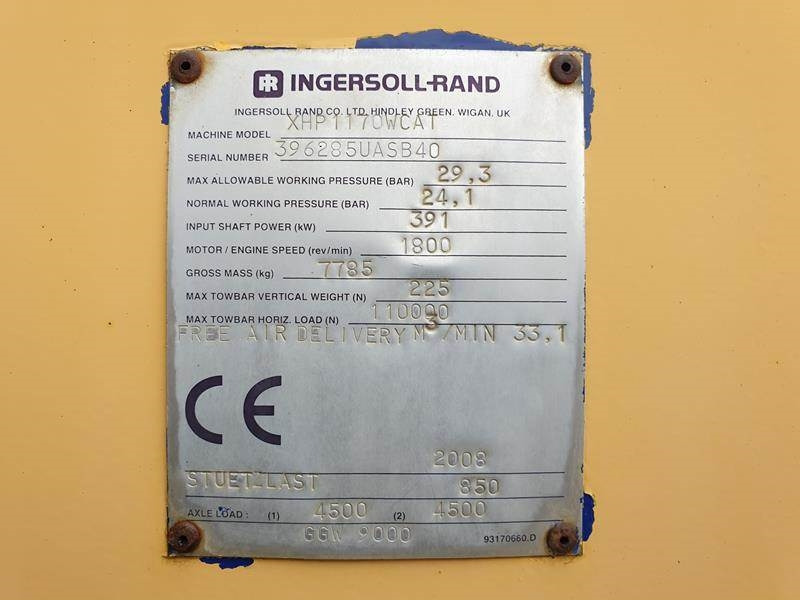 IR INGERSOLL-RAND
INGERSOLL RAND CO. LTD. HINDLEY GREEN. WIGAN. UK
MACHINE MODEL XHP1170WCAT
SERIAL NUMBER 396285UASB40
MAX ALLOWABLE WORKING PRESSURE (BAR) 29,3
NORMAL WORKING PRESSURE (BAR) 24,1
INPUT SHAFT POWER (kW) 391
MOTOR / ENGINE SPEED (rev/min) 1800
GROSS MASS (kg) 7785
MAX TOWBAR VERTICAL WEIGHT (N) 225
MAX TOWBAR HORIZ. LOAD (N) 110000
FREE AIR DELIVERY M³/MIN 33,1
CE
2008
STUETZLAST 850
AXLE LOAD : (1) 4500 (2) 4500
GGW 9000 93170660.D